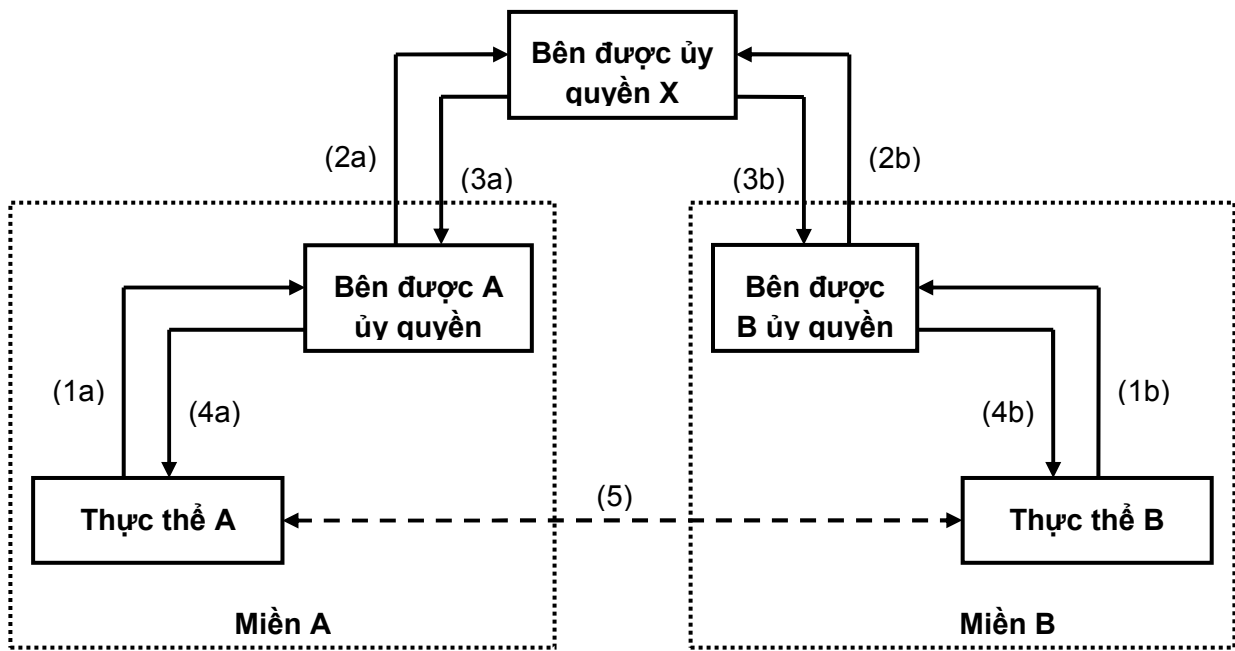 Bên được ủy
quyền X
(2a)
(3a)
(3b)
(2b)
Bên được A
ủy quyền
Bên được
B ủy quyền
(1a)
(4a)
(4b)
(1b)
Thực thể A
(5)
Thực thể B
Miền A
Miền B